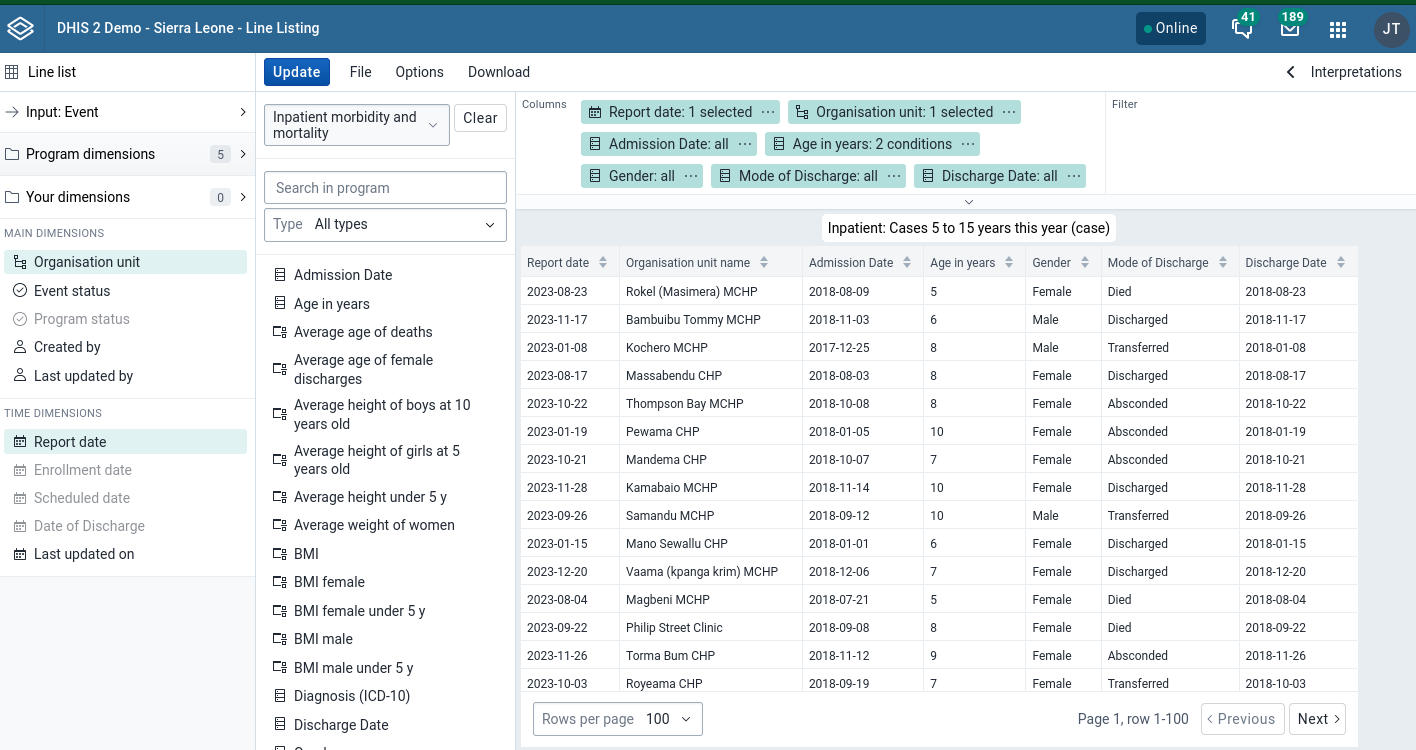 DHIS 2 Demo - Sierra Leone - Line Listing
Online
41
189
JT
Line list
Update
File
Options
Download
Interpretations
Input: Event
Program dimensions
5
Your dimensions
0
MAIN DIMENSIONS
Organisation unit
Event status
Program status
Created by
Last updated by
TIME DIMENSIONS
Report date
Enrollment date
Scheduled date
Date of Discharge
Last updated on
Inpatient morbidity and
mortality
Clear
Search in program
Type All types
Admission Date
Age in years
Average age of deaths
Average age of female
discharges
Average height of boys at 10
years old
Average height of girls at 5
years old
Average height under 5 y
Average weight of women
BMI
BMI female
BMI female under 5 y
BMI male
BMI male under 5 y
Diagnosis (ICD-10)
Discharge Date
Columns
Report date: 1 selected
Organisation unit: 1 selected
Admission Date: all
Age in years: 2 conditions
Gender: all
Mode of Discharge: all
Discharge Date: all
Filter
Inpatient: Cases 5 to 15 years this year (case)
Report date Organisation unit name Admission Date Age in years Gender Mode of Discharge Discharge Date
2023-08-23 Rokel (Masimera) MCHP 2018-08-09 5 Female Died 2018-08-23
2023-11-17 Bambuibu Tommy MCHP 2018-11-03 6 Male Discharged 2018-11-17
2023-01-08 Kochero MCHP 2017-12-25 8 Male Transferred 2018-01-08
2023-08-17 Massabendu CHP 2018-08-03 8 Female Discharged 2018-08-17
2023-10-22 Thompson Bay MCHP 2018-10-08 8 Female Absconded 2018-10-22
2023-01-19 Pewama CHP 2018-01-05 10 Female Absconded 2018-01-19
2023-10-21 Mandema CHP 2018-10-07 7 Female Absconded 2018-10-21
2023-11-28 Kamabaio MCHP 2018-11-14 10 Female Discharged 2018-11-28
2023-09-26 Samandu MCHP 2018-09-12 10 Male Transferred 2018-09-26
2023-01-15 Mano Sewallu CHP 2018-01-01 6 Female Discharged 2018-01-15
2023-12-20 Vaama (kpanga krim) MCHP 2018-12-06 7 Female Discharged 2018-12-20
2023-08-04 Magbeni MCHP 2018-07-21 5 Female Died 2018-08-04
2023-09-22 Philip Street Clinic 2018-09-08 8 Female Died 2018-09-22
2023-11-26 Torma Bum CHP 2018-11-12 9 Female Absconded 2018-11-26
2023-10-03 Royeama CHP 2018-09-19 7 Female Transferred 2018-10-03
Rows per page 100
Page 1, row 1-100
Previous
Next